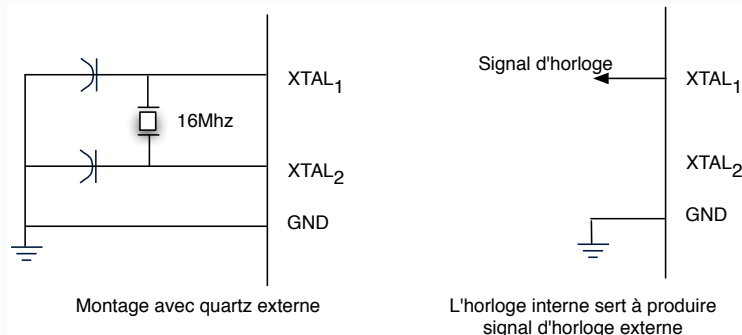 XTAL1
16Mhz
XTAL2
GND
Montage avec quartz externe
Signal d'horloge
XTAL1
XTAL2
GND
L'horloge interne sert à produire
signal d'horloge externe